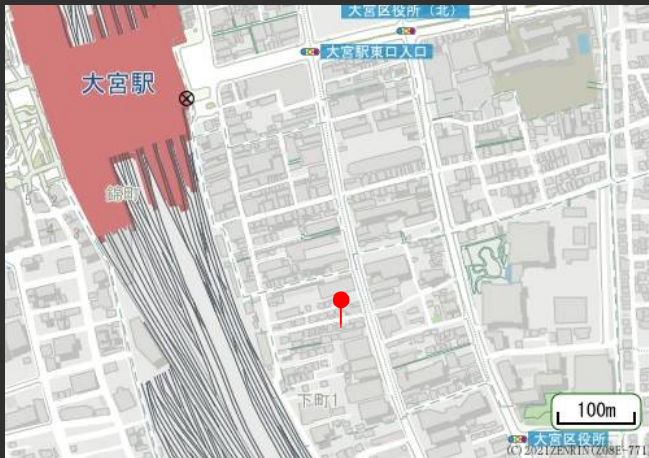 大宮区役所（北）
大宮駅東口入口
大宮駅
錦町
下町1
100m
大宮区役所
(C) 2021ZENRIN(Z08E-771)